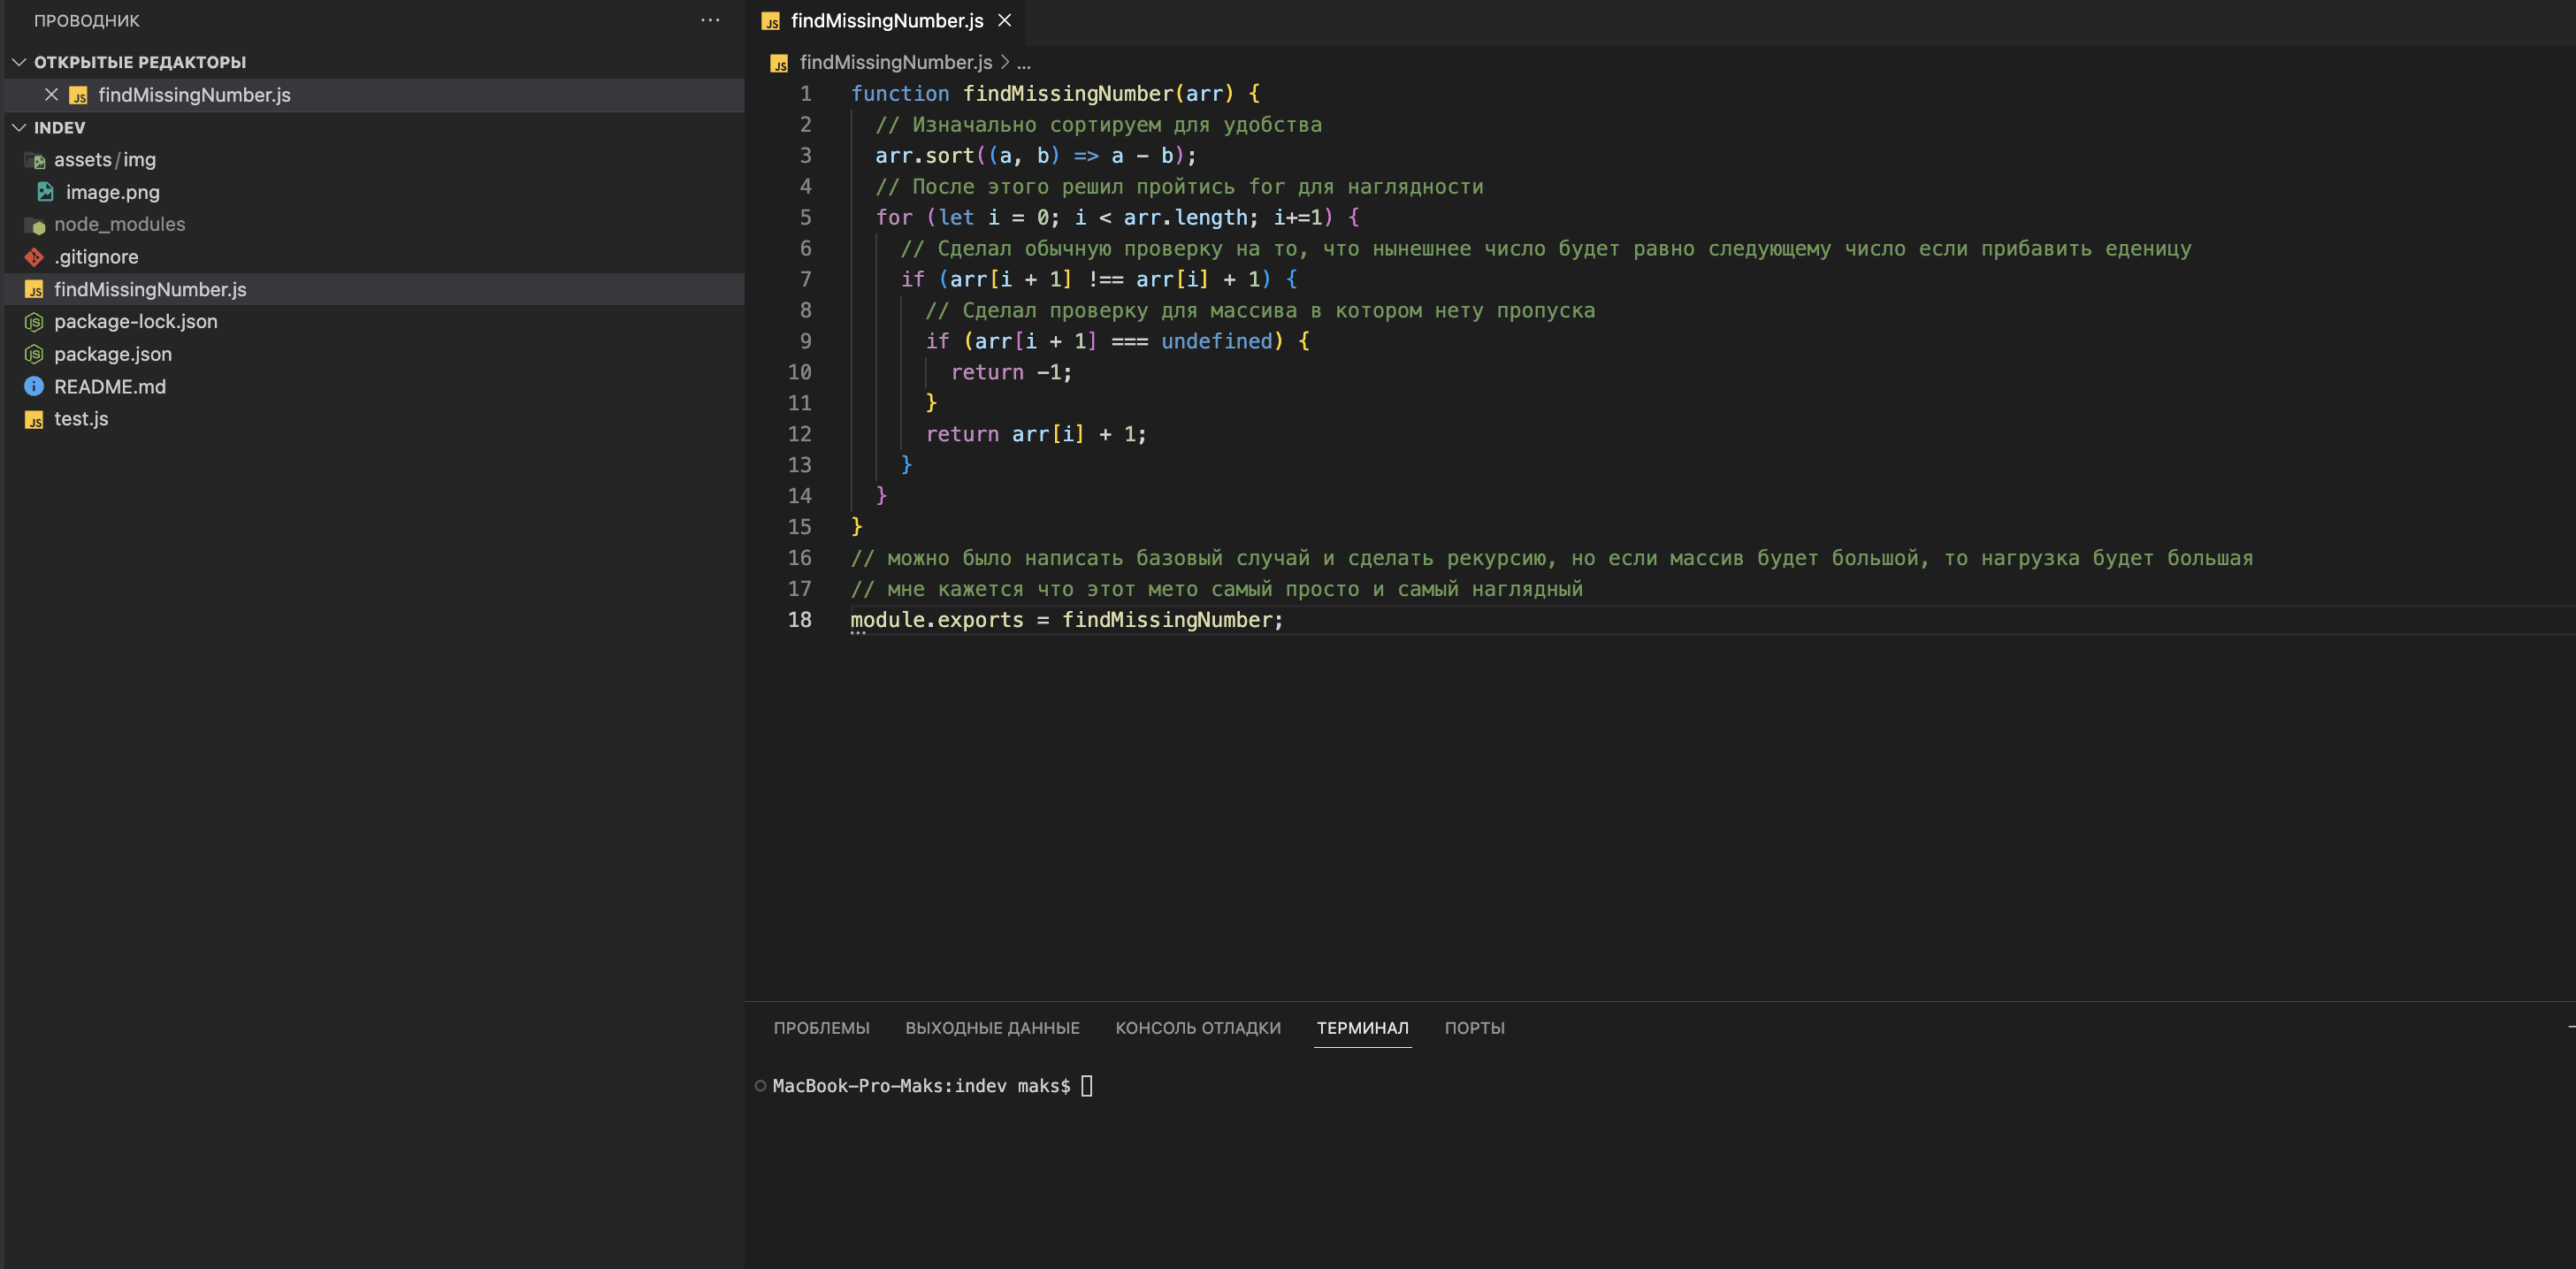 ПРОВОДНИК
ОТКРЫТЫЕ РЕДАКТОРЫ
findMissingNumber.js
INDEV
assets/img
image.png
node_modules
.gitignore
findMissingNumber.js
package-lock.json
package.json
README.md
test.js
findMissingNumber.js
findMissingNumber.js > ...
1 function findMissingNumber(arr) {
2 // Изначально сортируем для удобства
3 arr.sort((a, b) => a - b);
4 // После этого решил пройтись for для наглядности
5 for (let i = 0; i < arr.length; i+=1) {
6 // Сделал обычную проверку на то, что нынешнее число будет равно следующему число если прибавить еденицу
7 if (arr[i + 1] !== arr[i] + 1) {
8 // Сделал проверку для массива в котором нету пропуска
9 if (arr[i + 1] === undefined) {
10 return -1;
11 }
12 return arr[i] + 1;
13 }
14 }
15 }
16 // можно было написать базовый случай и сделать рекурсию, но если массив будет большой, то нагрузка будет большая
17 // мне кажется что этот мето самый просто и самый наглядный
18 module.exports = findMissingNumber;
ПРОБЛЕМЫ ВЫХОДНЫЕ ДАННЫЕ КОНСОЛЬ ОТЛАДКИ ТЕРМИНАЛ ПОРТЫ
MacBook-Pro-Maks:indev maks$